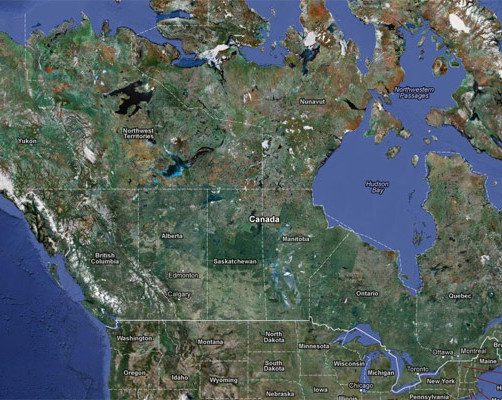 Northwestern
Passages
Nunavut
Northwest
Territories
Yukon
Hudson
Bay
Canada
Alberta
Manitoba
British
Columbia
Saskatchewan
Edmonton
Calgary
Ontario
Quebec
Washington
Montana
North
Dakota
Minnesota
Ottawa
Montreal
Maine
Oregon
Idaho
Wyoming
South
Dakota
Wisconsin
Michigan
Toronto
New York
Nebraska
Iowa
Chicago
Illinois
Pennsylvania